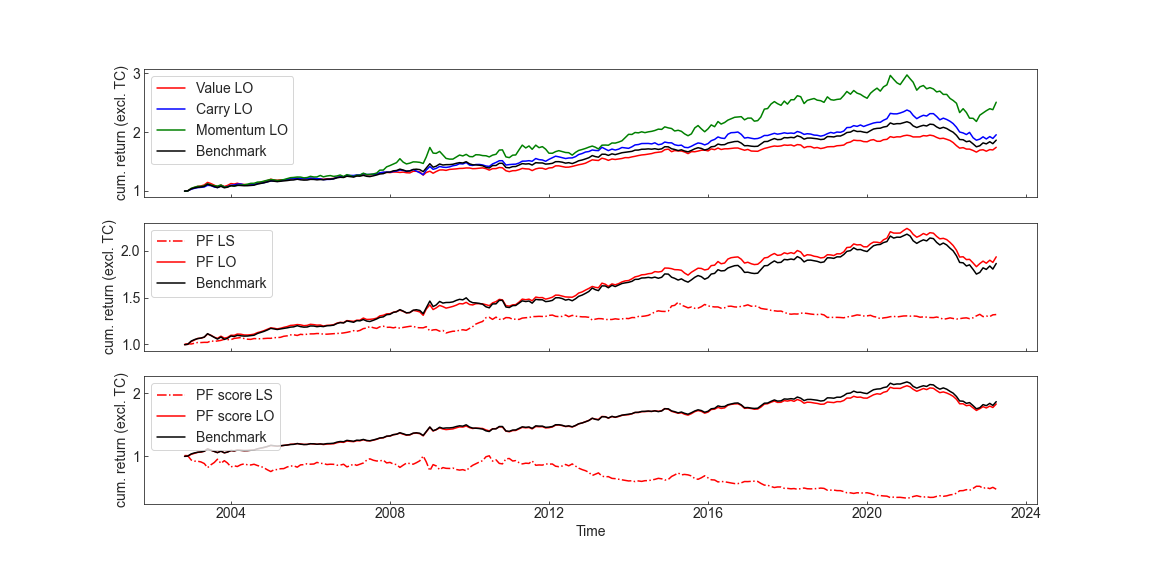 cum. return (excl. TC)
3
2
1
Value LO
Carry LO
Momentum LO
Benchmark
cum. return (excl. TC)
2.0
1.5
1.0
PF LS
PF LO
Benchmark
cum. return (excl. TC)
2
1
PF score LS
PF score LO
Benchmark
2004 2008 2012 2016 2020 2024
Time